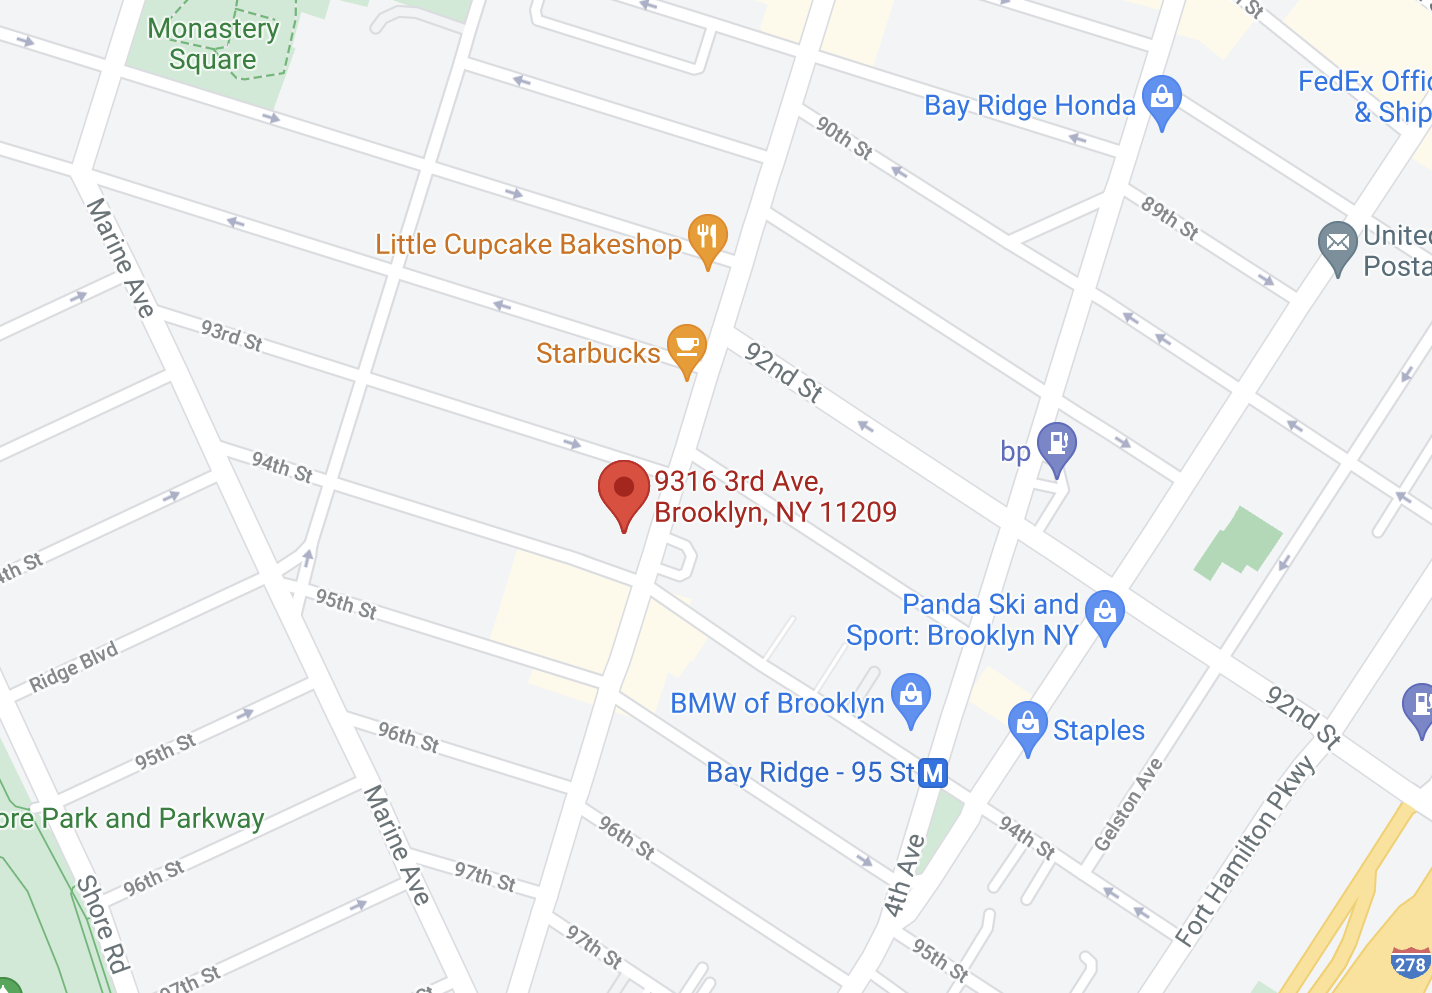 Monastery
Square
th St
FedEx Offic
& Ship
Bay Ridge Honda
90th St
89th St
United
Posta
Marine Ave
Little Cupcake Bakeshop
93rd St
Starbucks
92nd St
bp
94th St
9316 3rd Ave,
Brooklyn, NY 11209
4th St
95th St
Panda Ski and
Sport: Brooklyn NY
Ridge Blvd
BMW of Brooklyn
92nd St
95th St
96th St
Staples
Bay Ridge - 95 St M
Gelston Ave
Fort Hamilton Pkwy
ore Park and Parkway
Marine Ave
96th St
94th St
96th St
97th St
4th Ave
Shore Rd
97th St
95th St
97th St
278